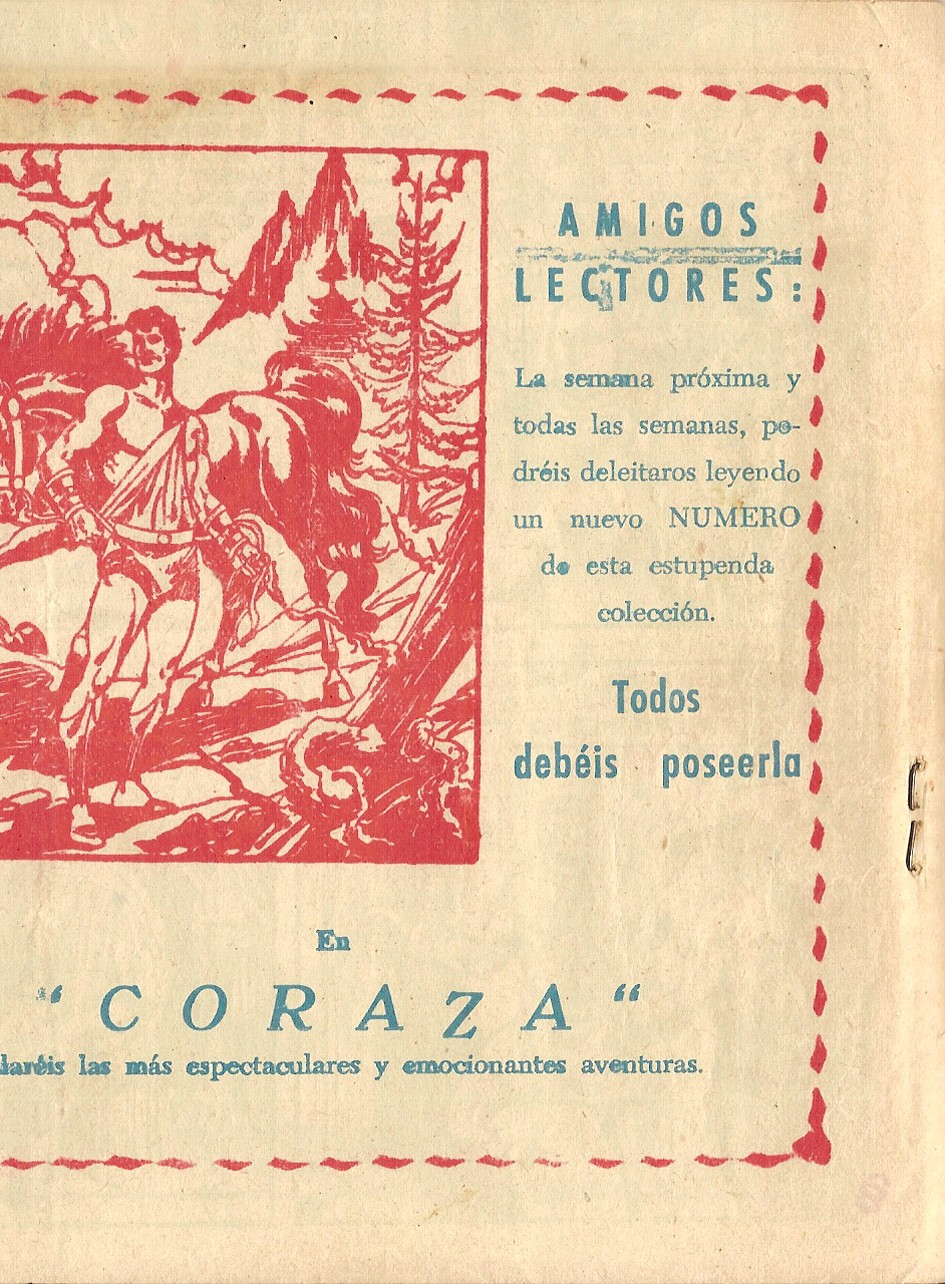 AMIGOS
LECTORES:
La semana próxima y
todas las semanas, po-
dréis deleitaros leyendo
un nuevo NUMERO
de esta estupenda
colección.
Todos
debéis poseerla
En
"CORAZA"
las más espectaculares y emocionantes aventuras.